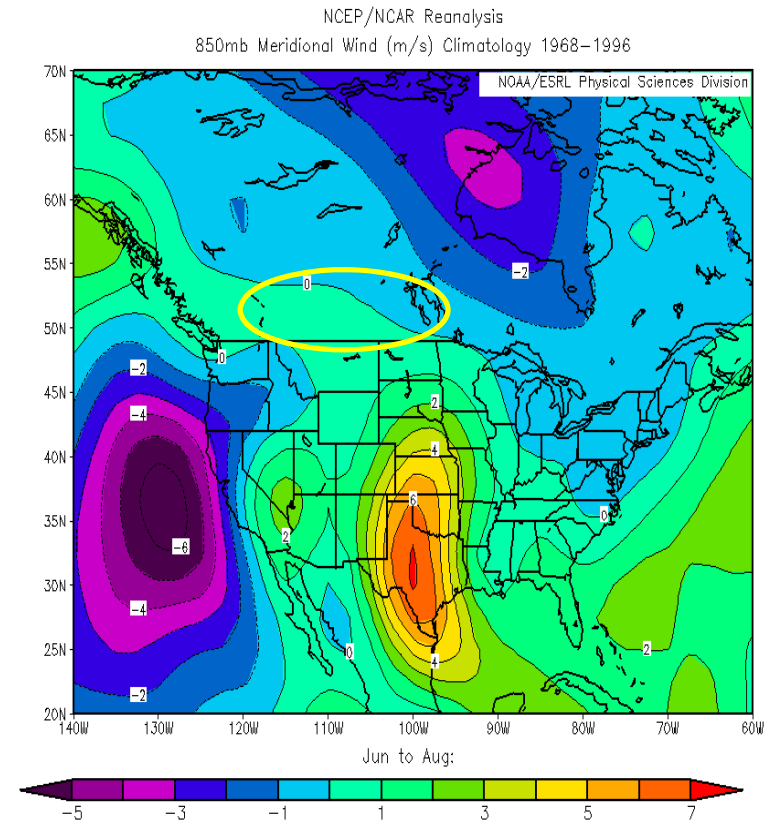 NCEP/NCAR Reanalysis
850mb Meridional Wind (m/s) Climatology 1968-1996
NOAA/ESRL Physical Sciences Division
70N
65N
60N
55N
50N
45N
40N
35N
30N
25N
20N
-2
0
0
-2
2
-4
4
6
0
2
-6
-4
0
2
4
-2
140W 130W 120W 110W 100W 90W 80W 70W 60W
Jun to Aug:
-5 -3 -1 1 3 5 7